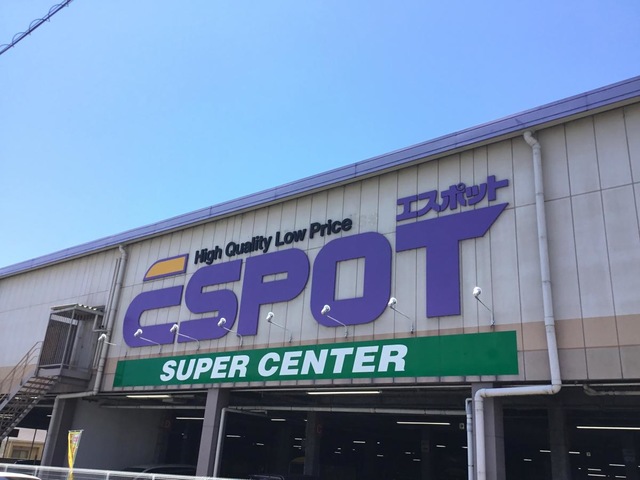 エスポット
High Quality Low Price
ESPOT
SUPER CENTER